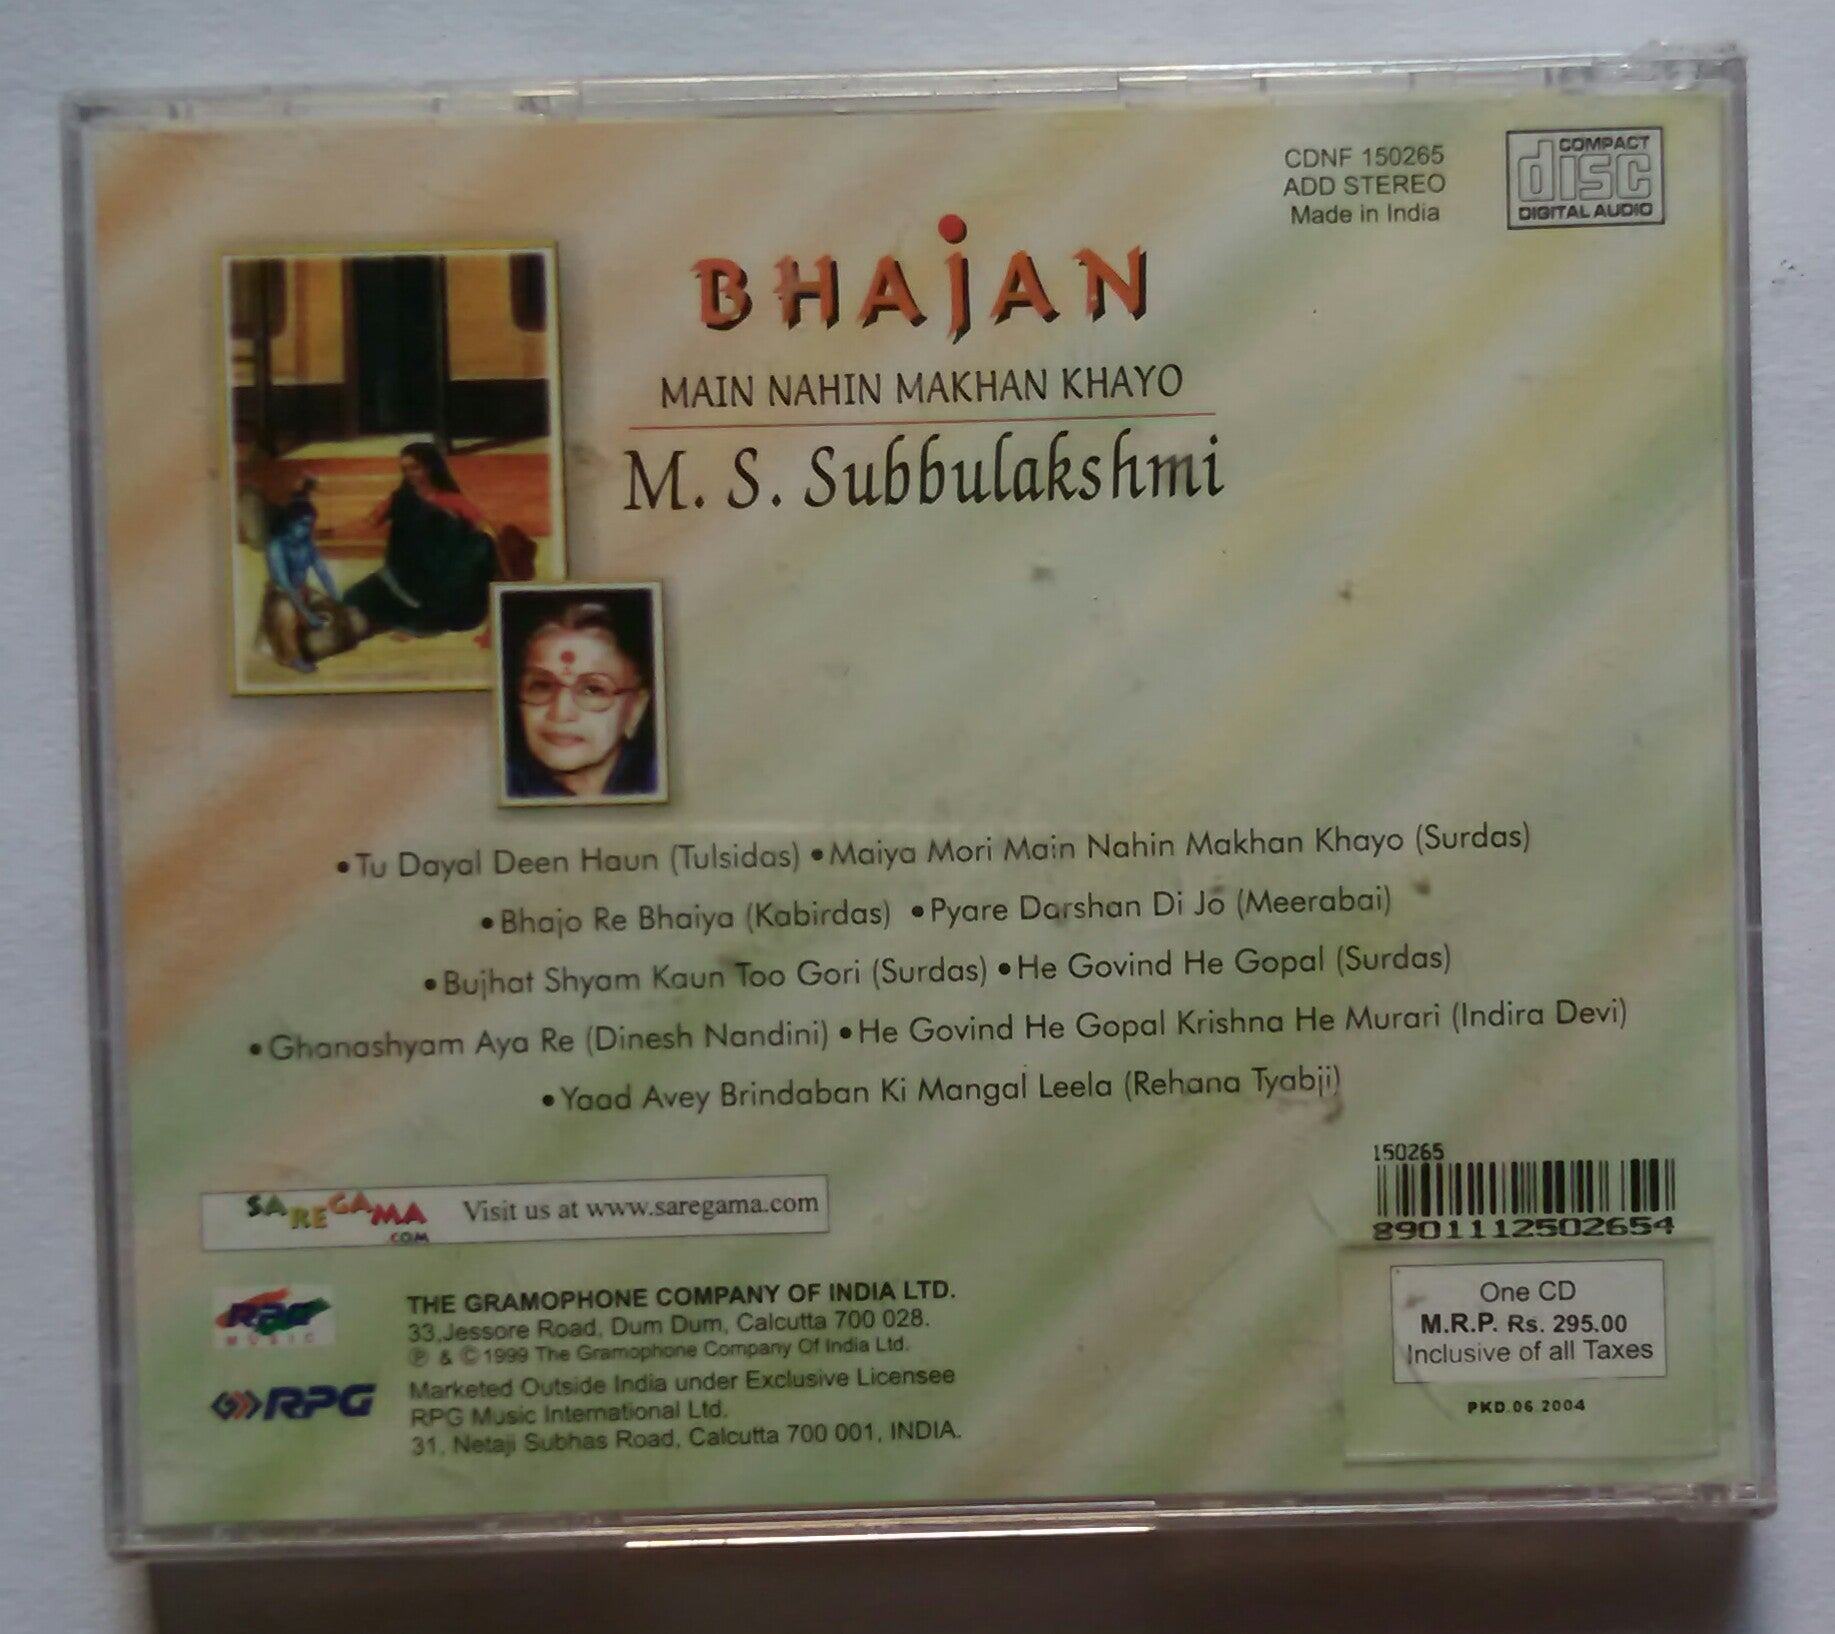 CDNF 150265
ADD STEREO
Made in India
COMPACT
disc
DIGITAL AUDIO
BHAjAN
MAIN NAHIN MAKHAN KHAYO
M. S. Subbulakshmi
•Tu Dayal Deen Haun (Tulsidas) •Maiya Mori Main Nahin Makhan Khayo (Surdas)
•Bhajo Re Bhaiya (Kabirdas) •Pyare Darshan Di Jo (Meerabai)
•Bujhat Shyam Kaun Too Gori (Surdas) •He Govind He Gopal (Surdas)
•Ghanashyam Aya Re (Dinesh Nandini) •He Govind He Gopal Krishna He Murari (Indira Devi)
•Yaad Avey Brindaban Ki Mangal Leela (Rehana Tyabji)
150265
8901112502654
SAREGAMA
.COM
Visit us at www.saregama.com
RPG
MUSIC
THE GRAMOPHONE COMPANY OF INDIA LTD.
33,Jessore Road, Dum Dum, Calcutta 700 028.
℗ & © 1999 The Gramophone Company Of India Ltd.
RPG
Marketed Outside India under Exclusive Licensee
RPG Music International Ltd.
31, Netaji Subhas Road, Calcutta 700 001, INDIA.
One CD
M.R.P. Rs. 295.00
Inclusive of all Taxes
PKD.06.2004